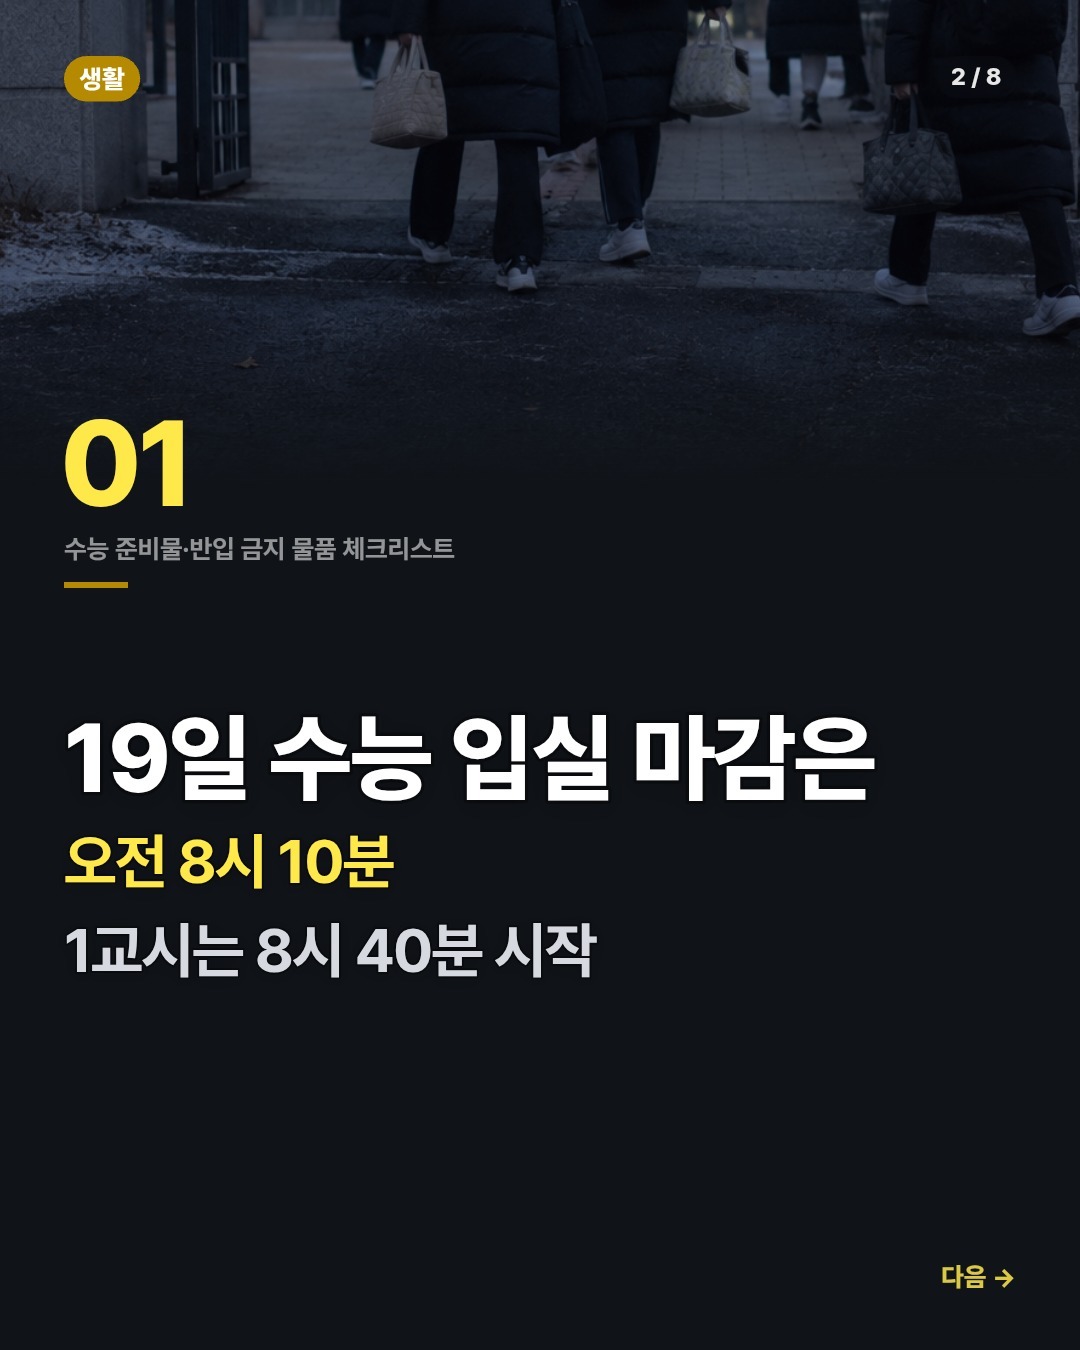 생활
2 / 8
01
수능 준비물·반입 금지 물품 체크리스트
19일 수능 입실 마감은
오전 8시 10분
1교시는 8시 40분 시작
다음 →